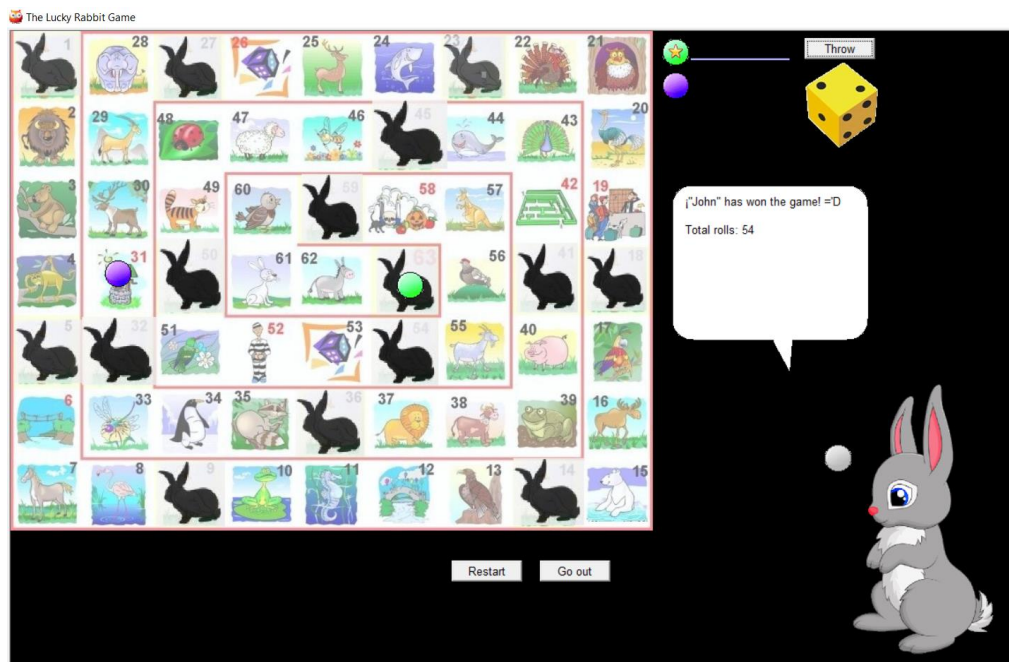 The Lucky Rabbit Game
1 28 27 26 25 24 23 22 21
Throw
2 29 48 47 46 45 44 43 20
3 30 49 60 59 58 57 42 19
¡"John" has won the game! ='D
Total rolls: 54
4 31 50 61 62 63 56 41 18
5 32 51 52 53 54 55 40 17
6 33 34 35 36 37 38 39 16
7 8 9 10 11 12 13 14 15
Restart Go out